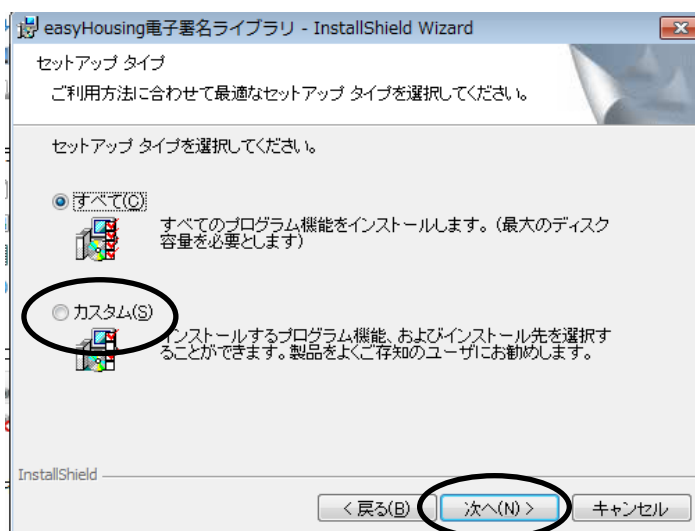 easyHousing電子署名ライブラリ - InstallShield Wizard
セットアップ タイプ
ご利用方法に合わせて最適なセットアップ タイプを選択してください。
セットアップ タイプを選択してください。
すべて(C)
すべてのプログラム機能をインストールします。(最大のディスク
容量を必要とします)
カスタム(S)
インストールするプログラム機能、およびインストール先を選択す
ることができます。製品をよくご存知のユーザにお勧めします。
InstallShield
< 戻る(B)
次へ(N) >
キャンセル